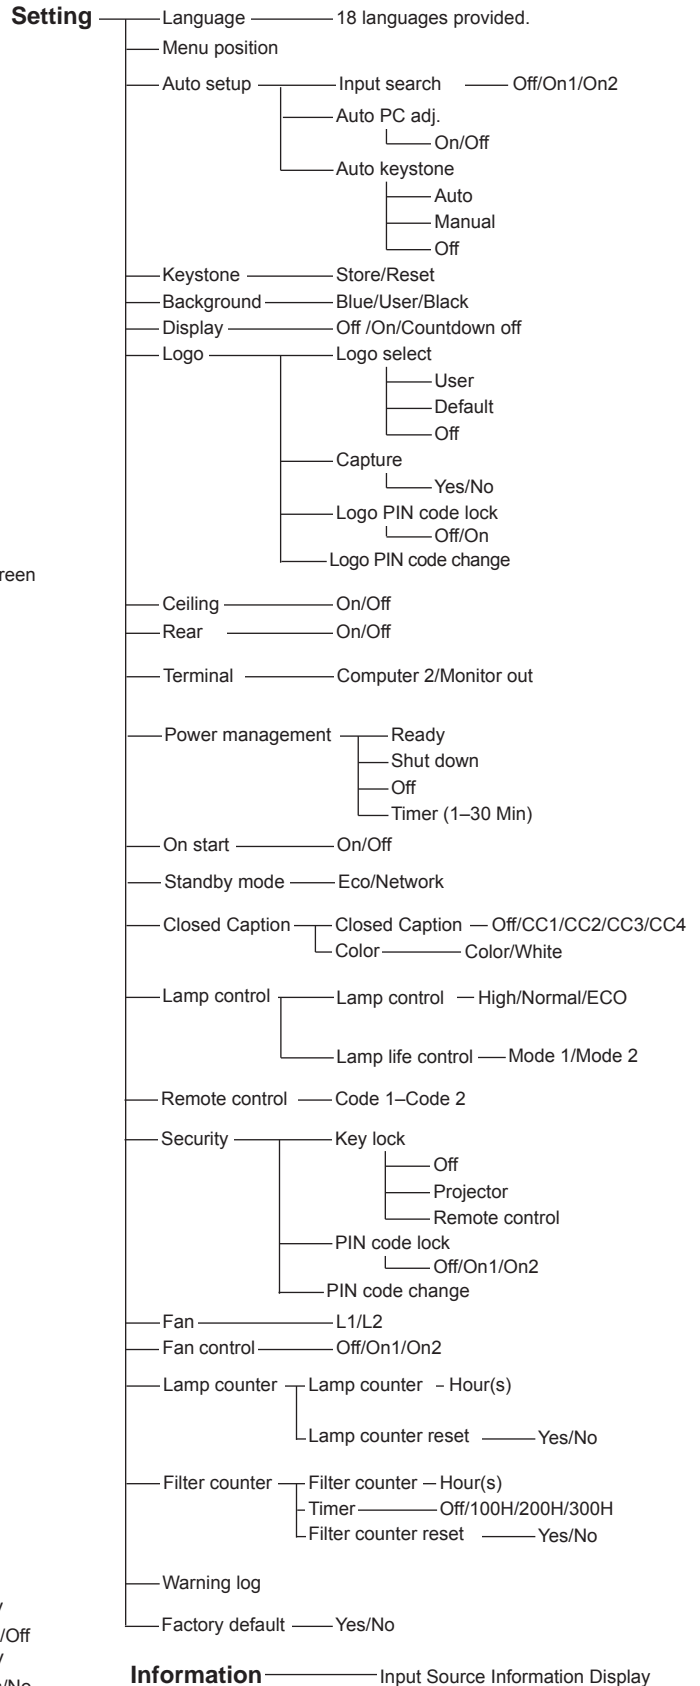 Setting Language 18 languages provided.
Menu position
Auto setup Input search Off/On1/On2
Auto PC adj.
On/Off
Auto keystone
Auto
Manual
Off
Keystone Store/Reset
Background Blue/User/Black
Display Off /On/Countdown off
Logo Logo select
User
Default
Off
Capture
Yes/No
Logo PIN code lock
Off/On
Logo PIN code change
reen
Ceiling On/Off
Rear On/Off
Terminal Computer 2/Monitor out
Power management Ready
Shut down
Off
Timer (1–30 Min)
On start On/Off
Standby mode Eco/Network
Closed Caption Closed Caption Off/CC1/CC2/CC3/CC4
Color Color/White
Lamp control Lamp control High/Normal/ECO
Lamp life control Mode 1/Mode 2
Remote control Code 1–Code 2
Security Key lock
Off
Projector
Remote control
PIN code lock
Off/On1/On2
PIN code change
Fan L1/L2
Fan control Off/On1/On2
Lamp counter Lamp counter Hour(s)
Lamp counter reset Yes/No
Filter counter Filter counter Hour(s)
Timer Off/100H/200H/300H
Filter counter reset Yes/No
Warning log
/Off
Factory default Yes/No
Information Input Source Information Display